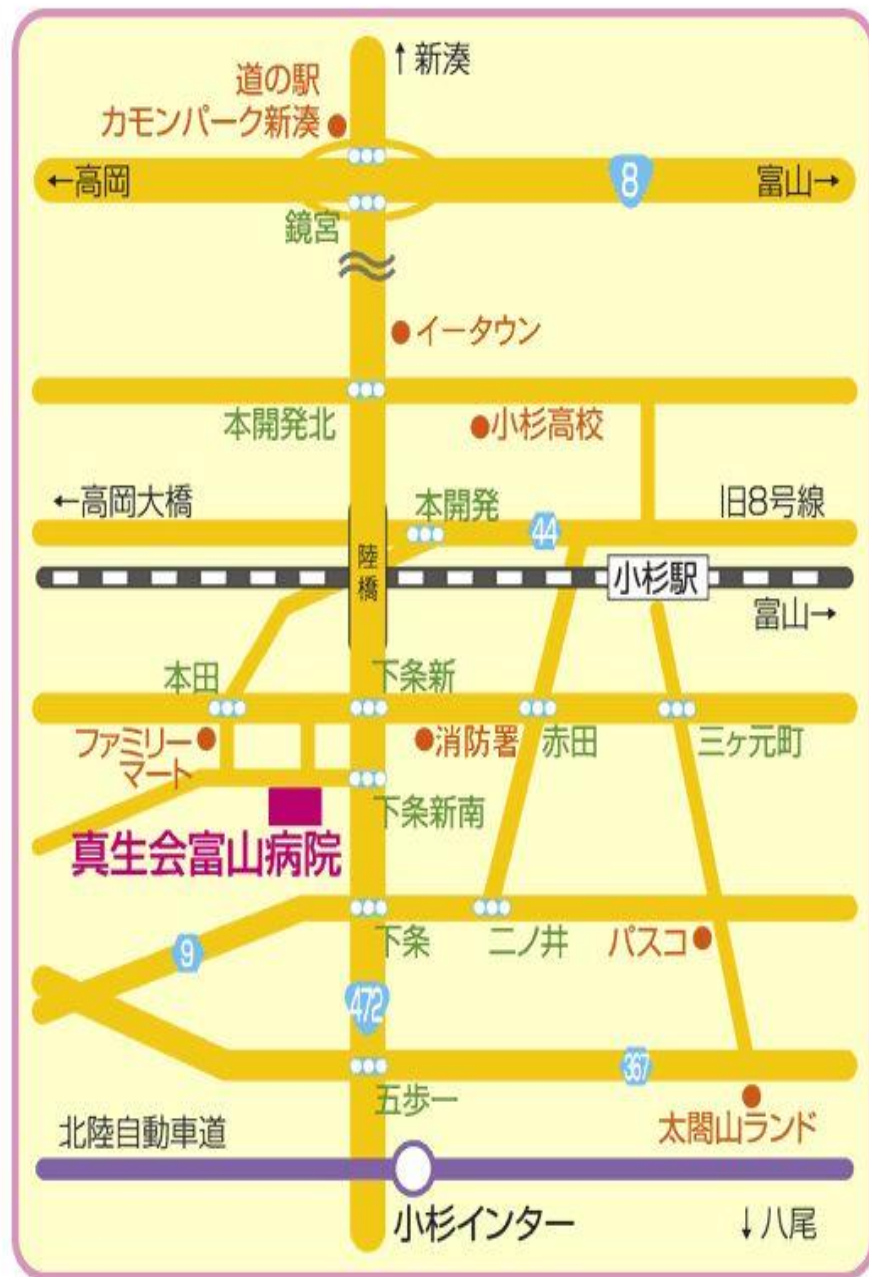 ↑新湊
道の駅
カモンパーク新湊
←高岡
8
富山→
鏡宮
イータウン
本開発北
小杉高校
←高岡大橋
本開発
44
旧8号線
陸橋
小杉駅
富山→
本田
下条新
ファミリー
マート
消防署
赤田
三ヶ元町
下条新南
真生会富山病院
9
下条
二ノ井
パスコ
472
367
五歩一
太閤山ランド
北陸自動車道
小杉インター
↓八尾